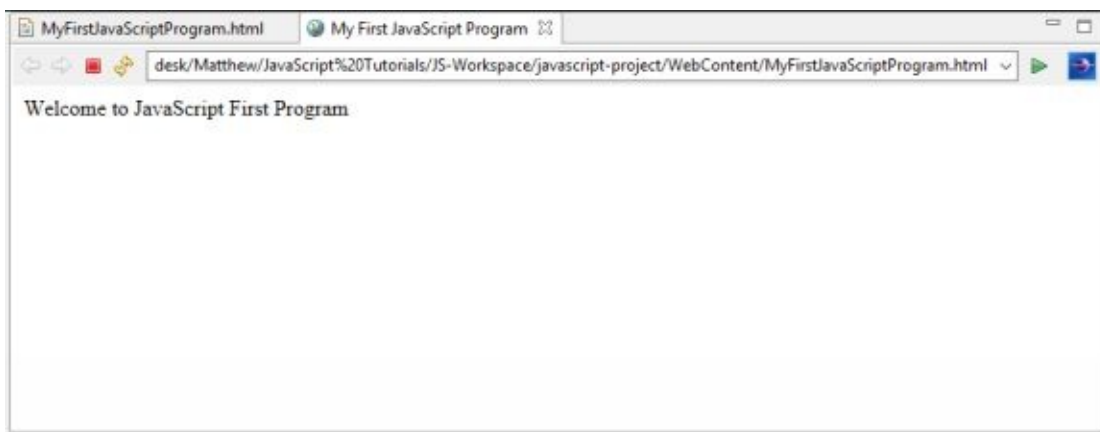 MyFirstJavaScriptProgram.html My First JavaScript Program
desk/Matthew/JavaScript%20Tutorials/JS-Workspace/javascript-project/WebContent/MyFirstJavaScriptProgram.html
Welcome to JavaScript First Program